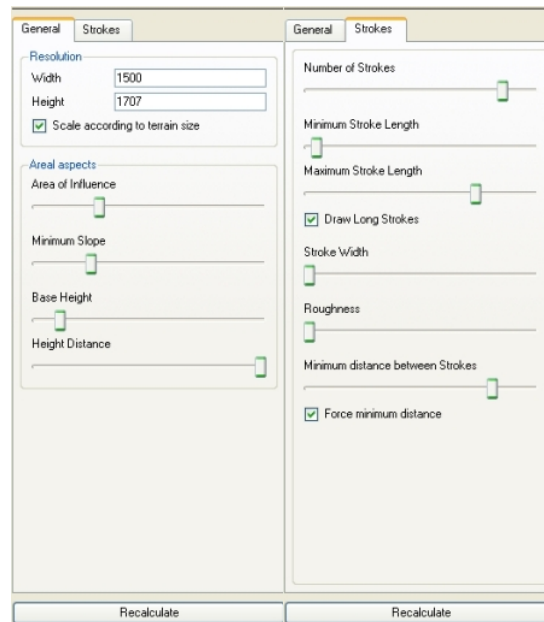 General Strokes
Resolution
Width 1500
Height 1707
Scale according to terrain size
Areal aspects
Area of Influence
Minimum Slope
Base Height
Height Distance
Recalculate
General Strokes
Number of Strokes
Minimum Stroke Length
Maximum Stroke Length
Draw Long Strokes
Stroke Width
Roughness
Minimum distance between Strokes
Force minimum distance
Recalculate